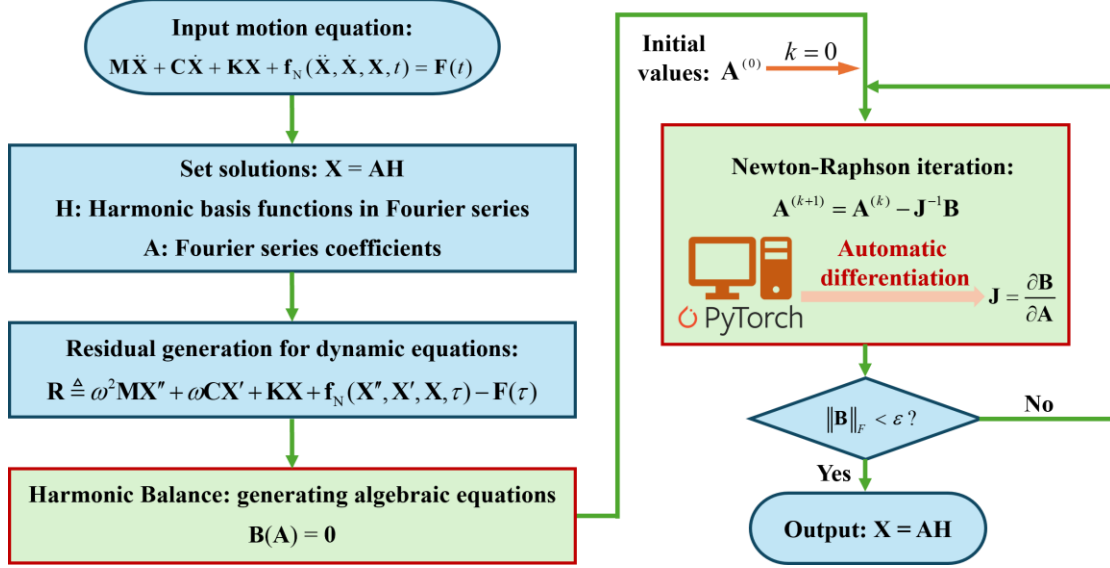 Input motion equation:
MẌ + CẊ + KX + f_N(Ẍ, Ẋ, X, t) = F(t)
Set solutions: X = AH
H: Harmonic basis functions in Fourier series
A: Fourier series coefficients
Residual generation for dynamic equations:
R ≜ ω²MX″ + ωCX′ + KX + f_N(X″, X′, X, τ) − F(τ)
Harmonic Balance: generating algebraic equations
B(A) = 0
Initial
values: A^(0)
k = 0
Newton-Raphson iteration:
A^(k+1) = A^(k) − J⁻¹B
Automatic
differentiation
PyTorch
J = ∂B/∂A
‖B‖_F < ε ?
No
Yes
Output: X = AH